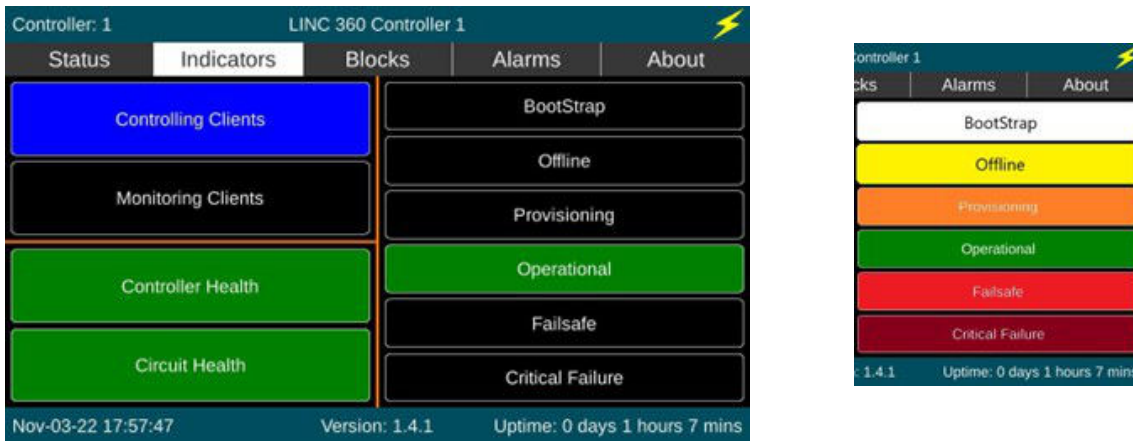 Controller: 1 LINC 360 Controller 1
Status Indicators Blocks Alarms About
Controlling Clients
Monitoring Clients
Controller Health
Circuit Health
BootStrap
Offline
Provisioning
Operational
Failsafe
Critical Failure
Nov-03-22 17:57:47 Version: 1.4.1 Uptime: 0 days 1 hours 7 mins
ontroller 1
cks Alarms About
BootStrap
Offline
Provisioning
Operational
Failsafe
Critical Failure
: 1.4.1 Uptime: 0 days 1 hours 7 mins